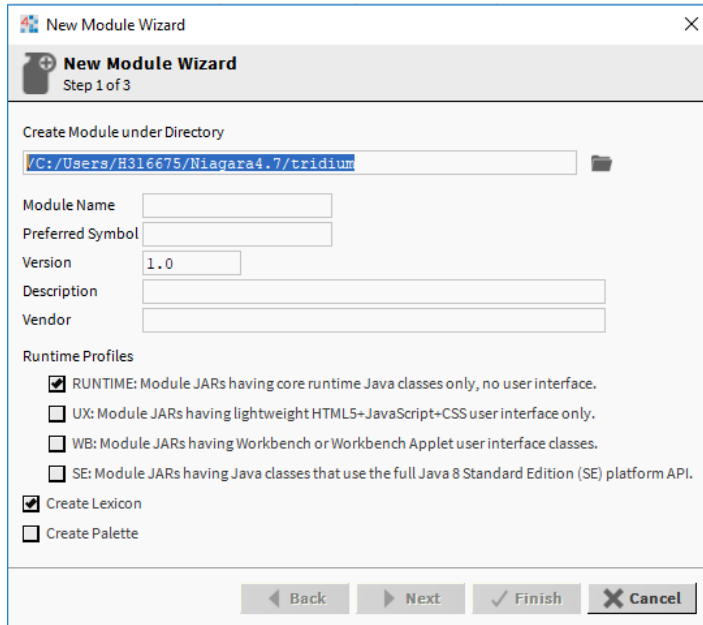 New Module Wizard
New Module Wizard
Step 1 of 3
Create Module under Directory
/C:/Users/H316675/Niagara4.7/tridium
Module Name
Preferred Symbol
Version 1.0
Description
Vendor
Runtime Profiles
RUNTIME: Module JARs having core runtime Java classes only, no user interface.
UX: Module JARs having lightweight HTML5+JavaScript+CSS user interface only.
WB: Module JARs having Workbench or Workbench Applet user interface classes.
SE: Module JARs having Java classes that use the full Java 8 Standard Edition (SE) platform API.
Create Lexicon
Create Palette
Back Next Finish Cancel